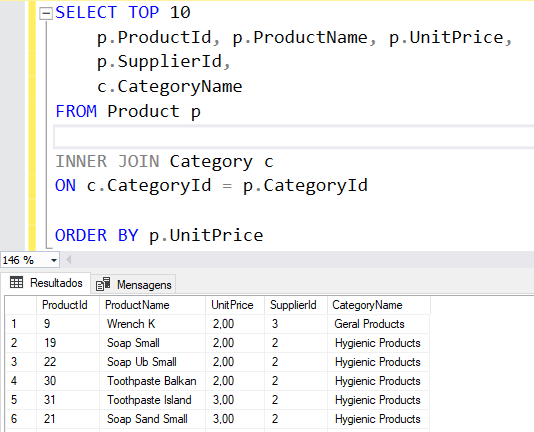 SELECT TOP 10
p.ProductId, p.ProductName, p.UnitPrice,
p.SupplierId,
c.CategoryName
FROM Product p
INNER JOIN Category c
ON c.CategoryId = p.CategoryId
ORDER BY p.UnitPrice
146 %
Resultados Mensagens
ProductId ProductName UnitPrice SupplierId CategoryName
1 9 Wrench K 2,00 3 Geral Products
2 19 Soap Small 2,00 2 Hygienic Products
3 22 Soap Ub Small 2,00 2 Hygienic Products
4 30 Toothpaste Balkan 2,00 2 Hygienic Products
5 31 Toothpaste Island 3,00 2 Hygienic Products
6 21 Soap Sand Small 3,00 2 Hygienic Products